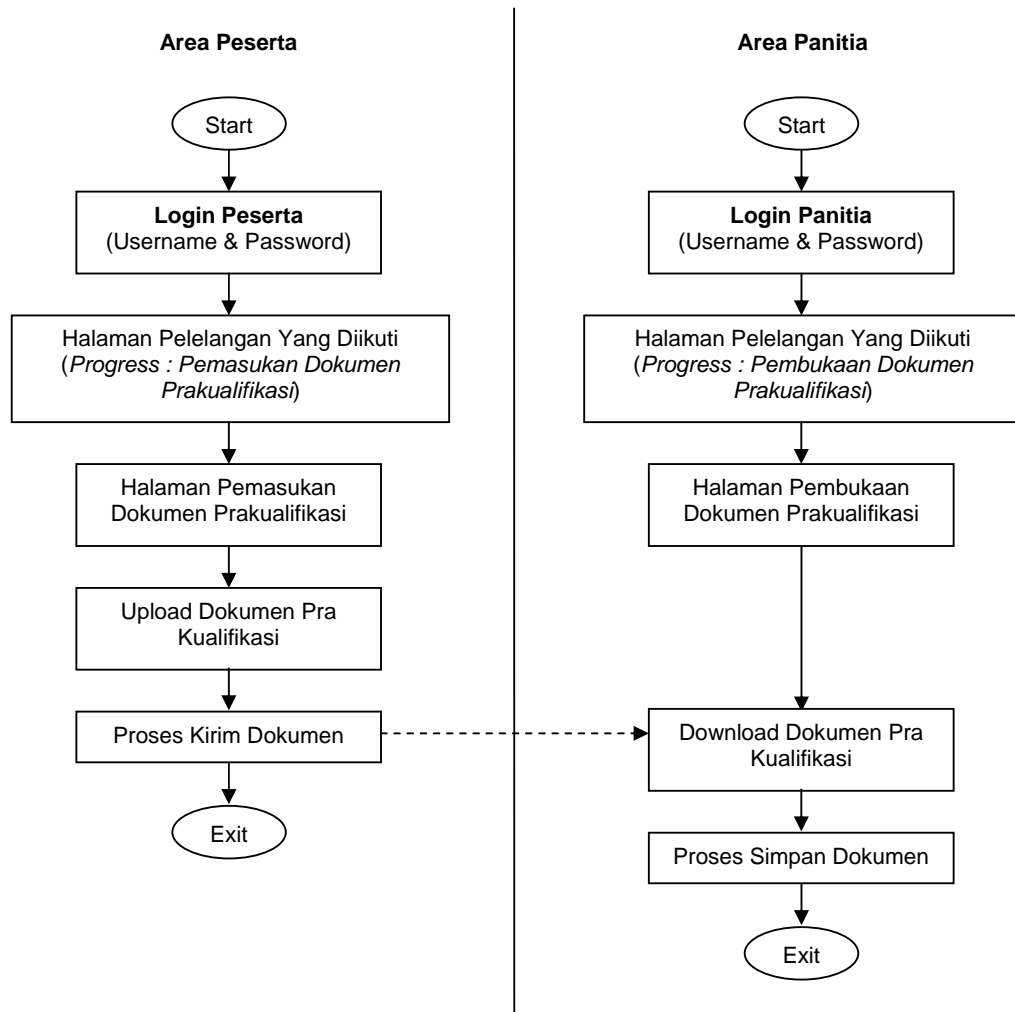 Area Peserta
Start
Login Peserta
(Username & Password)
Halaman Pelelangan Yang Diikuti
(Progress : Pemasukan Dokumen
Prakualifikasi)
Halaman Pemasukan
Dokumen Prakualifikasi
Upload Dokumen Pra
Kualifikasi
Proses Kirim Dokumen
Exit
Area Panitia
Start
Login Panitia
(Username & Password)
Halaman Pelelangan Yang Diikuti
(Progress : Pembukaan Dokumen
Prakualifikasi)
Halaman Pembukaan
Dokumen Prakualifikasi
Download Dokumen Pra
Kualifikasi
Proses Simpan Dokumen
Exit